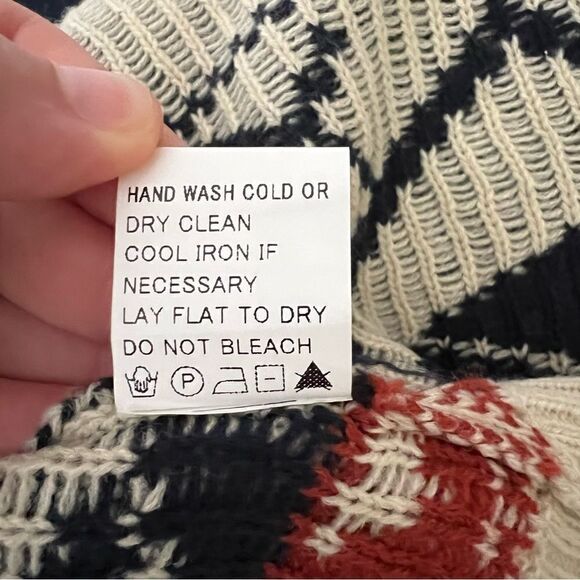 HAND WASH COLD OR
DRY CLEAN
COOL IRON IF
NECESSARY
LAY FLAT TO DRY
DO NOT BLEACH
P